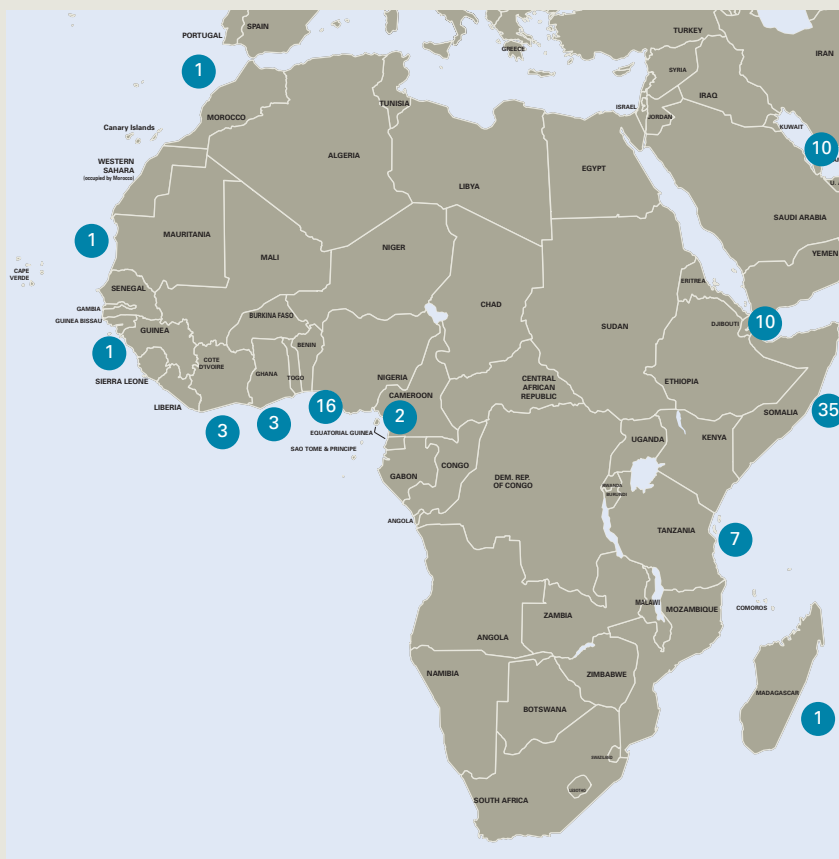 SPAIN
PORTUGAL
TURKEY
GREECE
IRAN
SYRIA
1
IRAQ
TUNISIA
ISRAEL
MOROCCO
JORDAN
Canary Islands
KUWAIT
10
ALGERIA
WESTERN
SAHARA
(occupied by Morocco)
EGYPT
LIBYA
SAUDI ARABIA
MAURITANIA
1
NIGER
MALI
YEMEN
CAPE
VERDE
ERITREA
SENEGAL
CHAD
GAMBIA
BURKINA FASO
GUINEA BISSAU
DJIBOUTI
10
SUDAN
GUINEA
BENIN
1
COTE
D'IVOIRE
GHANA
TOGO
NIGERIA
CENTRAL
AFRICAN
REPUBLIC
ETHIOPIA
SIERRA LEONE
CAMEROON
LIBERIA
16
2
SOMALIA
35
3
3
EQUATORIAL GUINEA
UGANDA
KENYA
SAO TOME & PRINCIPE
CONGO
GABON
DEM. REP.
OF CONGO
RWANDA
BURUNDI
ANGOLA
TANZANIA
7
MALAWI
MOZAMBIQUE
COMOROS
ZAMBIA
ANGOLA
NAMIBIA
ZIMBABWE
MADAGASCAR
BOTSWANA
1
SWAZILAND
LESOTHO
SOUTH AFRICA